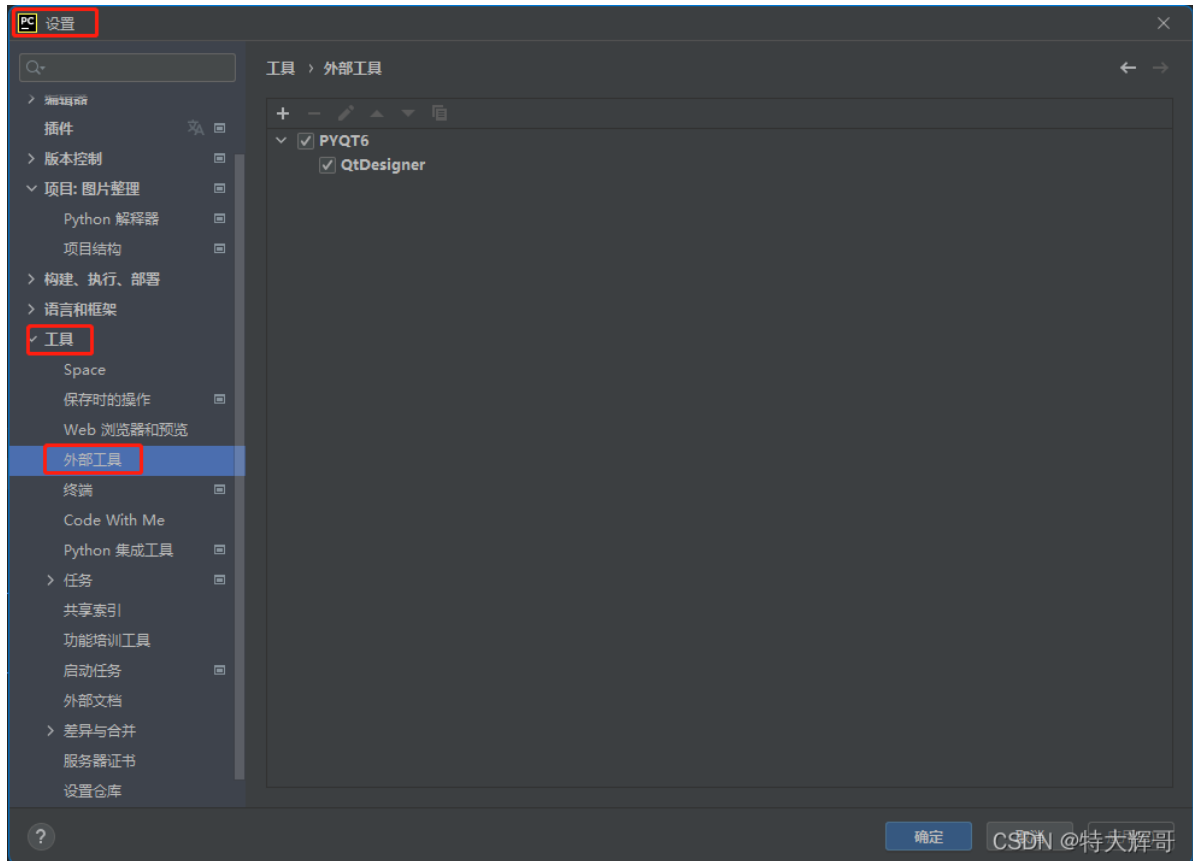 PC 设置
工具 › 外部工具
编辑器
插件
版本控制
项目: 图片整理
Python 解释器
项目结构
构建、执行、部署
语言和框架
工具
Space
保存时的操作
Web 浏览器和预览
外部工具
终端
Code With Me
Python 集成工具
任务
共享索引
功能培训工具
启动任务
外部文档
差异与合并
服务器证书
设置仓库
PYQT6
QtDesigner
?
确定
CSDN @特大辉哥